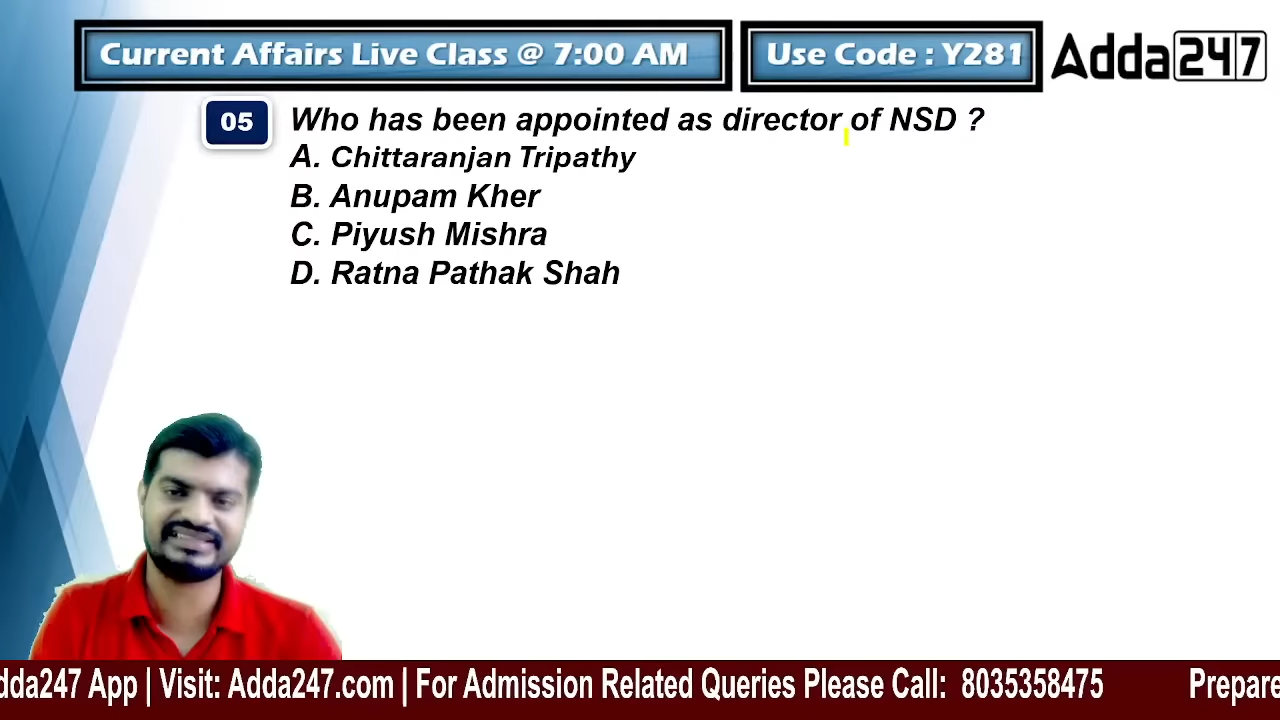 Current Affairs Live Class @ 7:00 AM
Use Code : Y281
Adda247
05
Who has been appointed as director of NSD ?
A. Chittaranjan Tripathy
B. Anupam Kher
C. Piyush Mishra
D. Ratna Pathak Shah
dda247 App | Visit: Adda247.com | For Admission Related Queries Please Call: 8035358475 Prepare